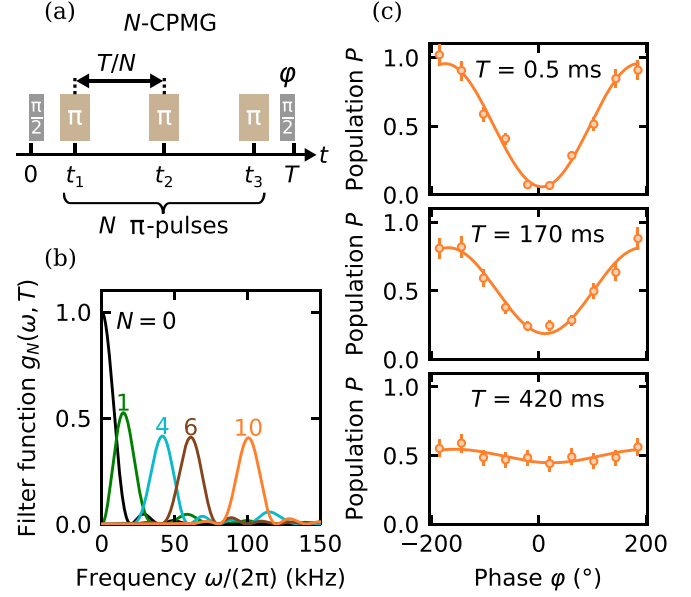 (a)
N-CPMG
T/N
φ
π/2
π
π
π
π/2
0
t1
t2
t3
T
t
N π-pulses
(b)
Filter function gN(ω, T)
1.0
0.5
0.0
N = 0
1
4
6
10
0
50
100
150
Frequency ω/(2π) (kHz)
(c)
Population P
1.0
0.5
0.0
T = 0.5 ms
Population P
1.0
0.5
0.0
T = 170 ms
Population P
1.0
0.5
0.0
T = 420 ms
−200
0
200
Phase φ (°)